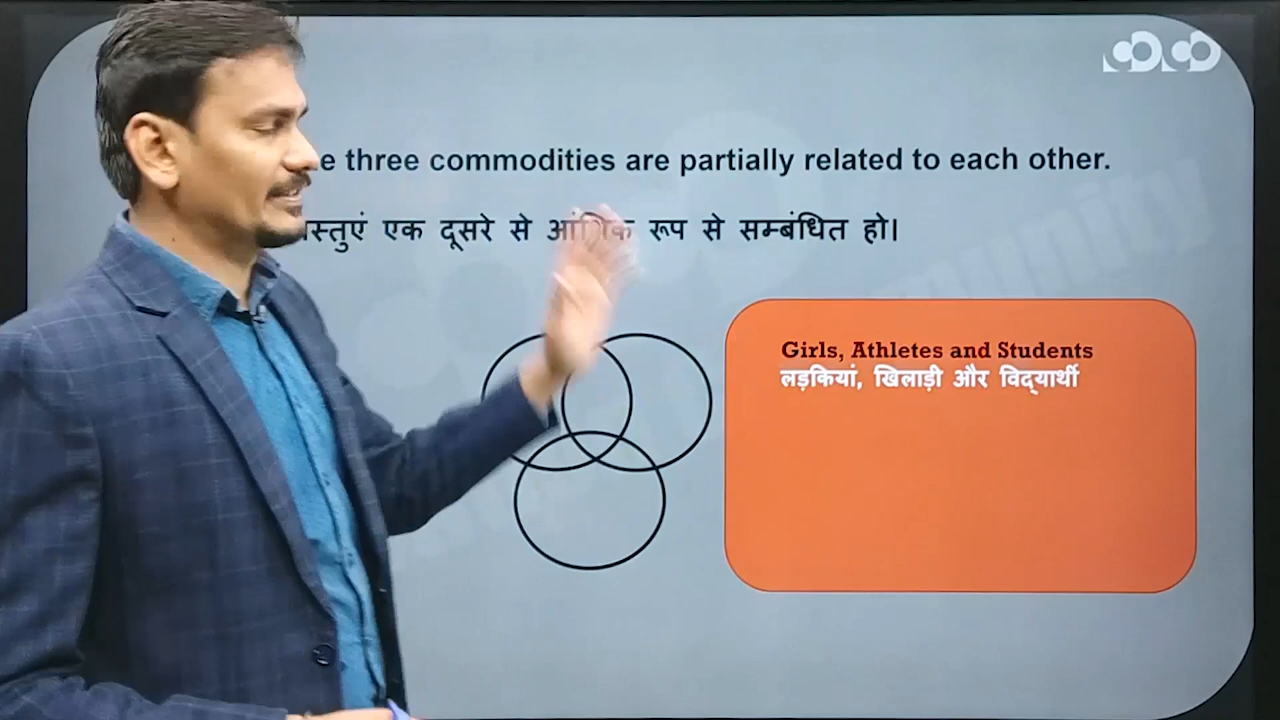 three commodities are partially related to each other.
एक दूसरे से आंशिक रूप से सम्बंधित हो।
Girls, Athletes and Students
लड़कियां, खिलाड़ी और विद्यार्थी